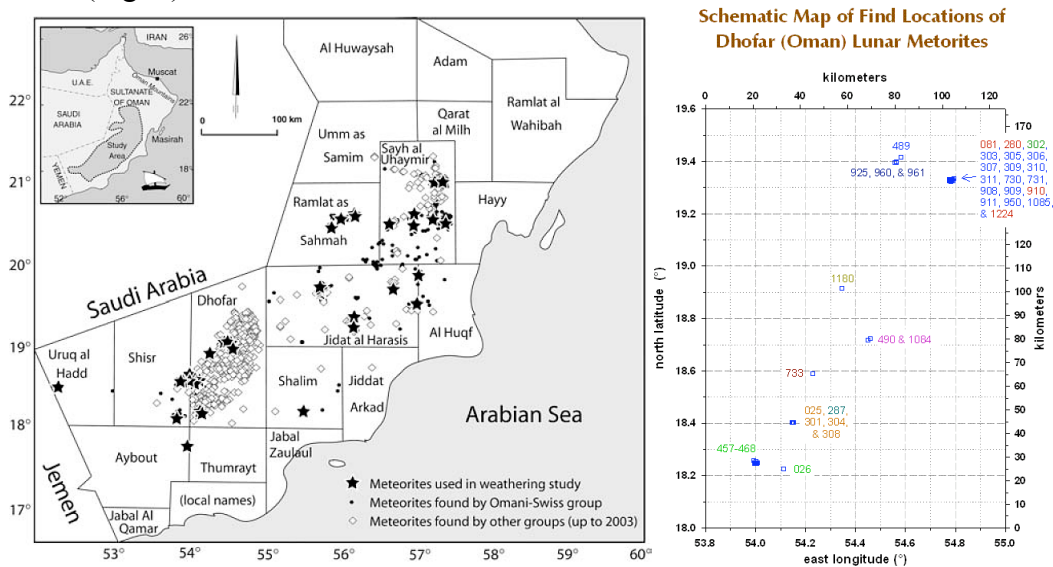 IRAN
26°
Muscat
Oman Mountains
U.A.E.
SULTANATE
OF OMAN
22°
SAUDI
ARABIA
Masirah
Study
Area
18°
YEMEN
52°
56°
60°
100 km
Al Huwaysah
Adam
Ramlat al
Wahibah
Qarat
al Milh
Umm as
Samim
Sayh al
Uhaymir
Ramlat as
Sahmah
Hayy
22°
21°
20°
19°
18°
17°
Saudi Arabia
Dhofar
Al Huqf
Jidat al Harasis
Uruq al
Hadd
Shisr
Shalim
Jiddat
Arkad
Arabian Sea
Jemen
Aybout
Thumrayt
Jabal
Zaulaul
(local names)
Jabal Al
Qamar
Meteorites used in weathering study
Meteorites found by Omani-Swiss group
Meteorites found by other groups (up to 2003)
53° 54° 55° 56° 57° 58° 59° 60°
Schematic Map of Find Locations of
Dhofar (Oman) Lunar Metorites
kilometers
0 20 40 60 80 100 120
19.6
19.4
19.2
19.0
18.8
18.6
18.4
18.2
18.0
north latitude (°)
489
925, 960, & 961
081, 280, 302,
303, 305, 306,
307, 309, 310,
311, 730, 731,
908, 909, 910,
911, 950, 1085,
& 1224
1180
490 & 1084
733
025, 287,
301, 304,
& 308
457-468
026
kilometers
170
150
120
110
100
90
80
70
60
50
40
30
20
10
0
kilometers
53.8 54.0 54.2 54.4 54.6 54.8 55.0
east longitude (°)